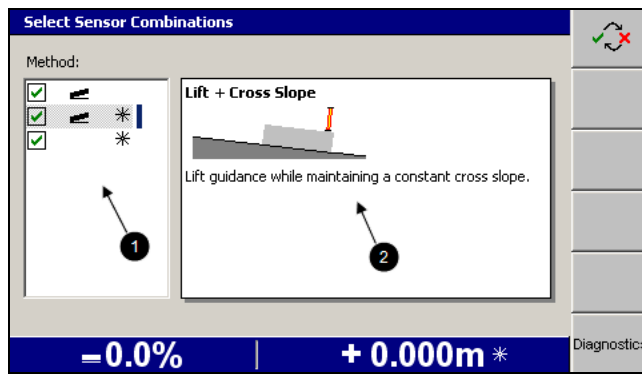 Select Sensor Combinations
Method:
Lift + Cross Slope
Lift guidance while maintaining a constant cross slope.
1
2
Diagnostics
=0.0%
+ 0.000m